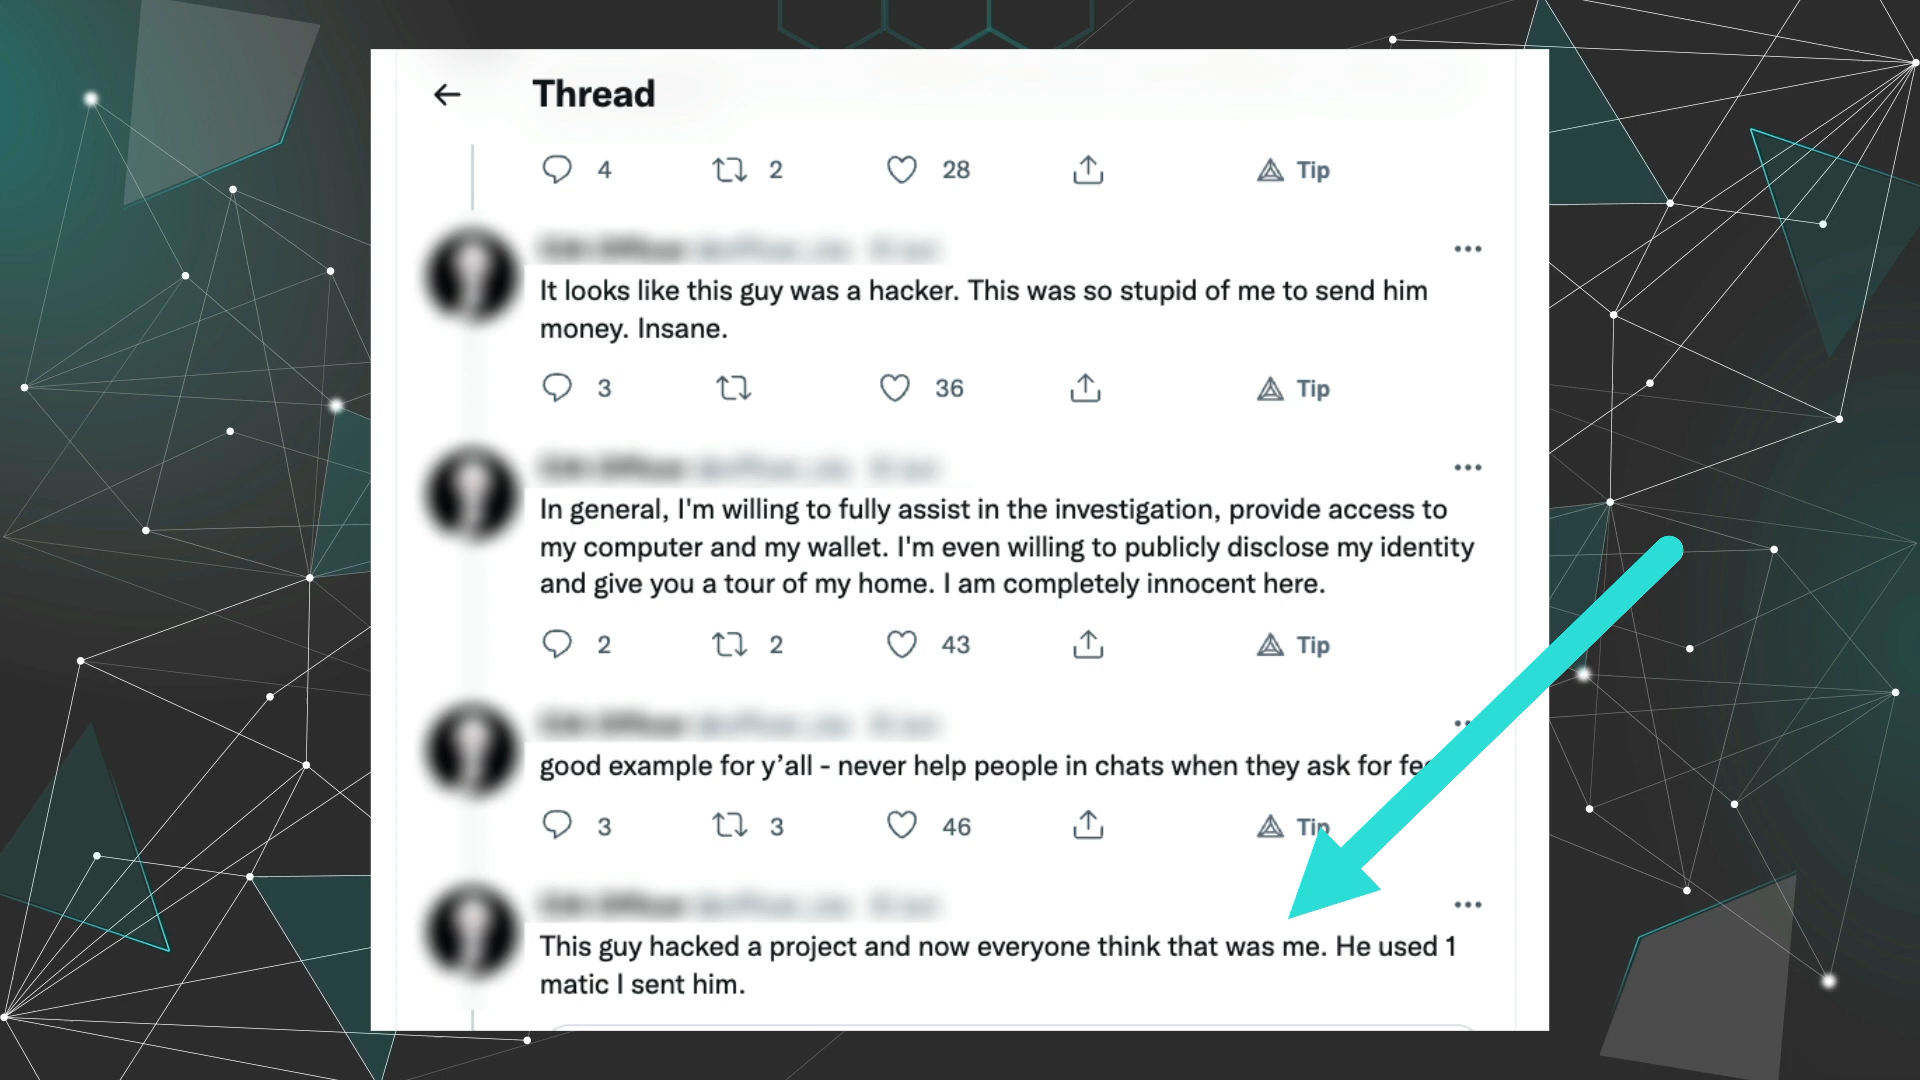 Thread
4 2 28 Tip
It looks like this guy was a hacker. This was so stupid of me to send him
money. Insane.
3 36 Tip
In general, I'm willing to fully assist in the investigation, provide access to
my computer and my wallet. I'm even willing to publicly disclose my identity
and give you a tour of my home. I am completely innocent here.
2 2 43 Tip
good example for y’all - never help people in chats when they ask for
3 3 46 Tip
This guy hacked a project and now everyone think that was me. He used 1
matic I sent him.